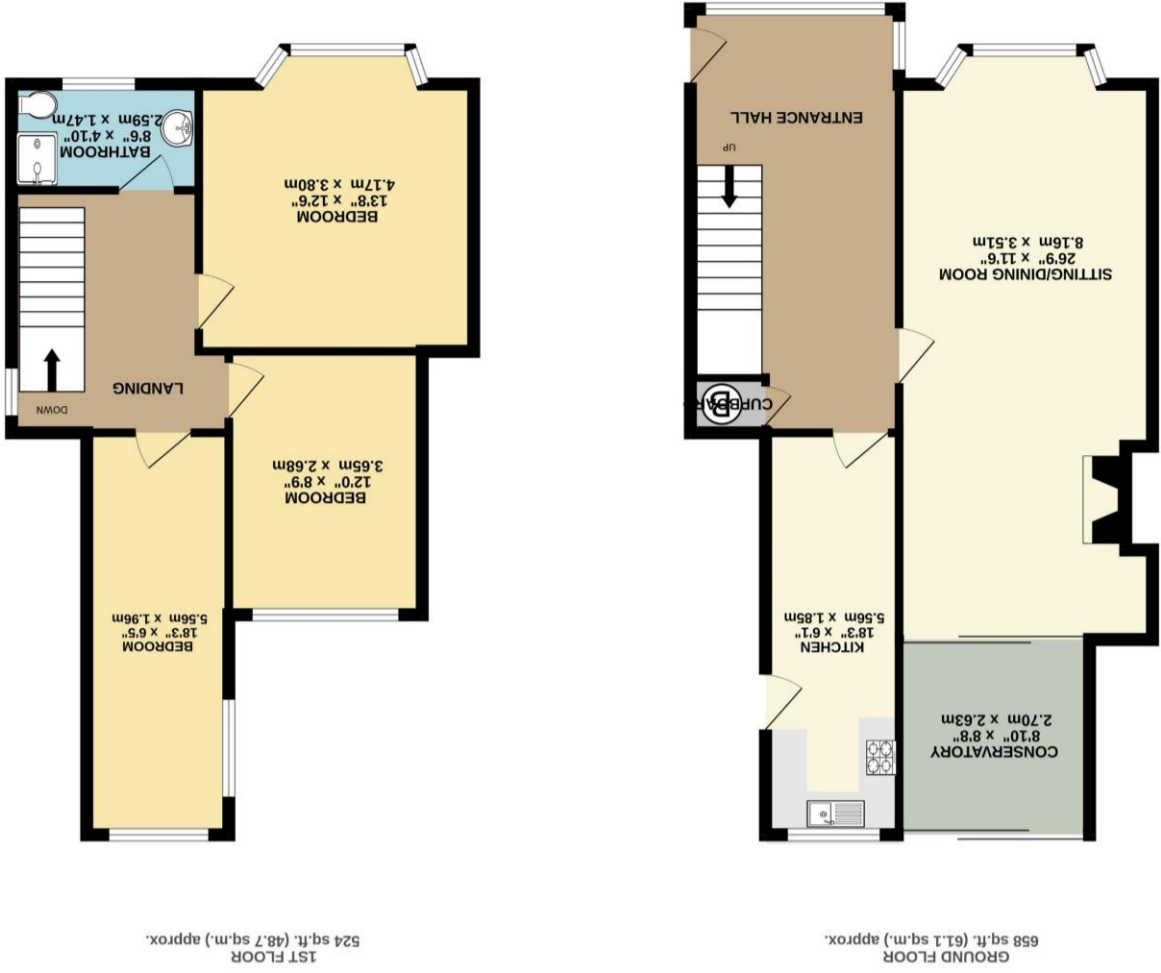 GROUND FLOOR
658 sq.ft. (61.1 sq.m.) approx.
1ST FLOOR
524 sq.ft. (48.7 sq.m.) approx.
CONSERVATORY
8'10" x 8'8"
2.70m x 2.63m
KITCHEN
18'3" x 6'1"
5.56m x 1.85m
CUPBOARD
B
SITTING/DINING ROOM
26'9" x 11'6"
8.16m x 3.51m
UP
ENTRANCE HALL
BEDROOM
18'3" x 6'5"
5.56m x 1.96m
BEDROOM
12'0" x 8'9"
3.65m x 2.68m
DOWN
LANDING
BEDROOM
13'8" x 12'6"
4.17m x 3.80m
BATHROOM
8'6" x 4'10"
2.59m x 1.47m